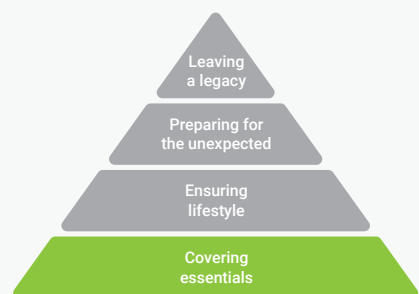 Leaving
a legacy
Preparing for
the unexpected
Ensuring
lifestyle
Covering
essentials